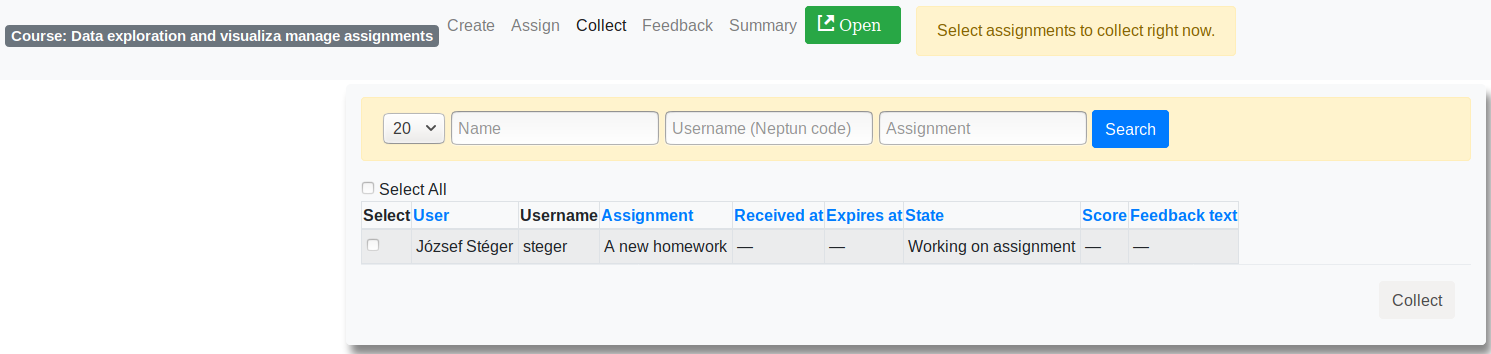 Course: Data exploration and visualiza manage assignments Create Assign Collect Feedback Summary Open Select assignments to collect right now.
20 Name Username (Neptun code) Assignment Search
Select All
Select User Username Assignment Received at Expires at State Score Feedback text
József Stéger steger A new homework — — Working on assignment — —
Collect